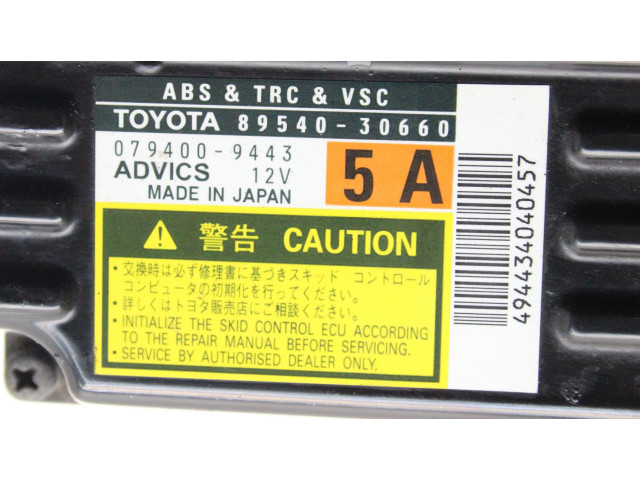 ABS & TRC & VSC
TOYOTA 89540-30660
079400-9443
ADVICS 12V
MADE IN JAPAN
5 A
警告 CAUTION
・交換時は必ず修理書に基づきスキッド コントロール
コンピュータの初期化を行ってください。
・詳しくはトヨタ販売店にご相談ください。
・INITIALIZE THE SKID CONTROL ECU ACCORDING
TO THE REPAIR MANUAL BEFORE SERVICING.
・SERVICE BY AUTHORISED DEALER ONLY.
494434040457